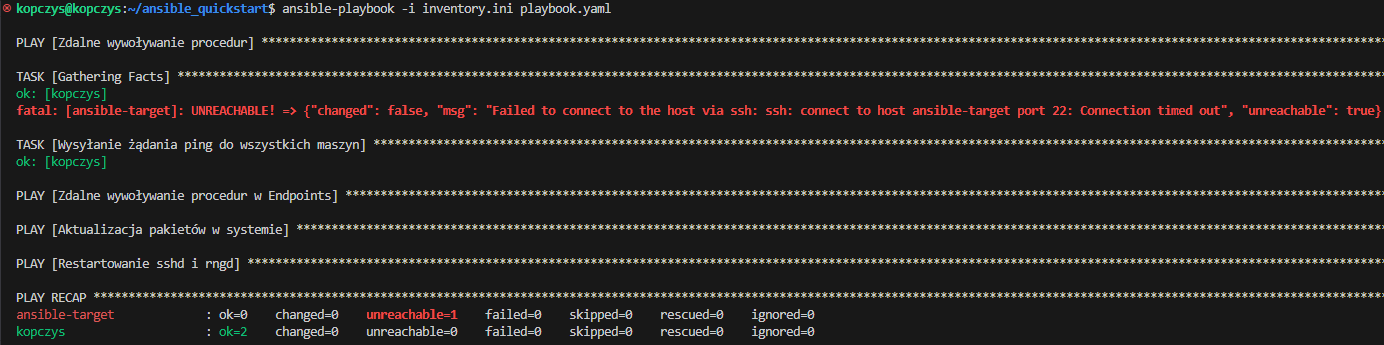 kopczys@kopczys:~/ansible_quickstart$ ansible-playbook -i inventory.ini playbook.yaml
PLAY [Zdalne wywoływanie procedur] ****************************************************************************************************************************************************************
TASK [Gathering Facts] ****************************************************************************************************************************************************************************
ok: [kopczys]
fatal: [ansible-target]: UNREACHABLE! => {"changed": false, "msg": "Failed to connect to the host via ssh: ssh: connect to host ansible-target port 22: Connection timed out", "unreachable": true}
TASK [Wysyłanie żądania ping do wszystkich maszyn] ************************************************************************************************************************************************
ok: [kopczys]
PLAY [Zdalne wywoływanie procedur w Endpoints] ****************************************************************************************************************************************************
PLAY [Aktualizacja pakietów w systemie] ***********************************************************************************************************************************************************
PLAY [Restartowanie sshd i rngd] ******************************************************************************************************************************************************************
PLAY RECAP ****************************************************************************************************************************************************************************************
ansible-target             : ok=0    changed=0    unreachable=1    failed=0    skipped=0    rescued=0    ignored=0
kopczys                    : ok=2    changed=0    unreachable=0    failed=0    skipped=0    rescued=0    ignored=0